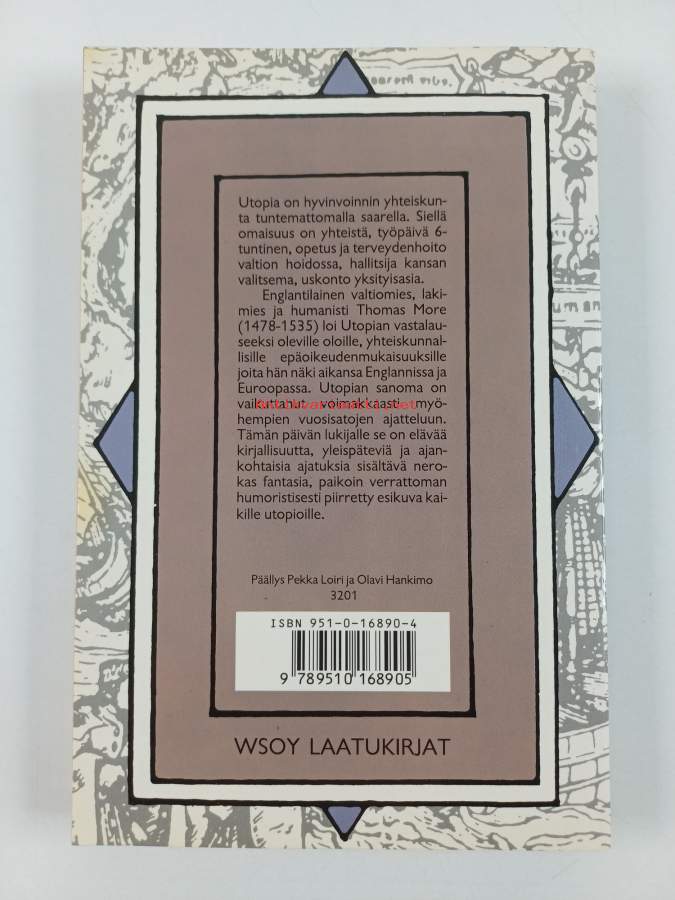 Utopia on hyvinvoinnin yhteiskun-
ta tuntemattomalla saarella. Siellä
omaisuus on yhteistä, työpäivä 6-
tuntinen, opetus ja terveydenhoito
valtion hoidossa, hallitsija kansan
valitsema, uskonto yksityisasia.
Englantilainen valtiomies, laki-
mies ja humanisti Thomas More
(1478-1535) loi Utopian vastalau-
seeksi oleville oloille, yhteiskunnal-
lisille epäoikeudenmukaisuuksille
joita hän näki aikansa Englannissa ja
Euroopassa. Utopian sanoma on
vaikuttanut voimakkaasti myö-
hempien vuosisatojen ajatteluun.
Tämän päivän lukijalle se on elävää
kirjallisuutta, yleispäteviä ja ajan-
kohtaisia ajatuksia sisältävä nero-
kas fantasia, paikoin verrattoman
humoristisesti piirretty esikuva kai-
kille utopioille.
Päällys Pekka Loiri ja Olavi Hankimo
3201
ISBN 951-0-16890-4
9 789510 168905
WSOY LAATUKIRJAT